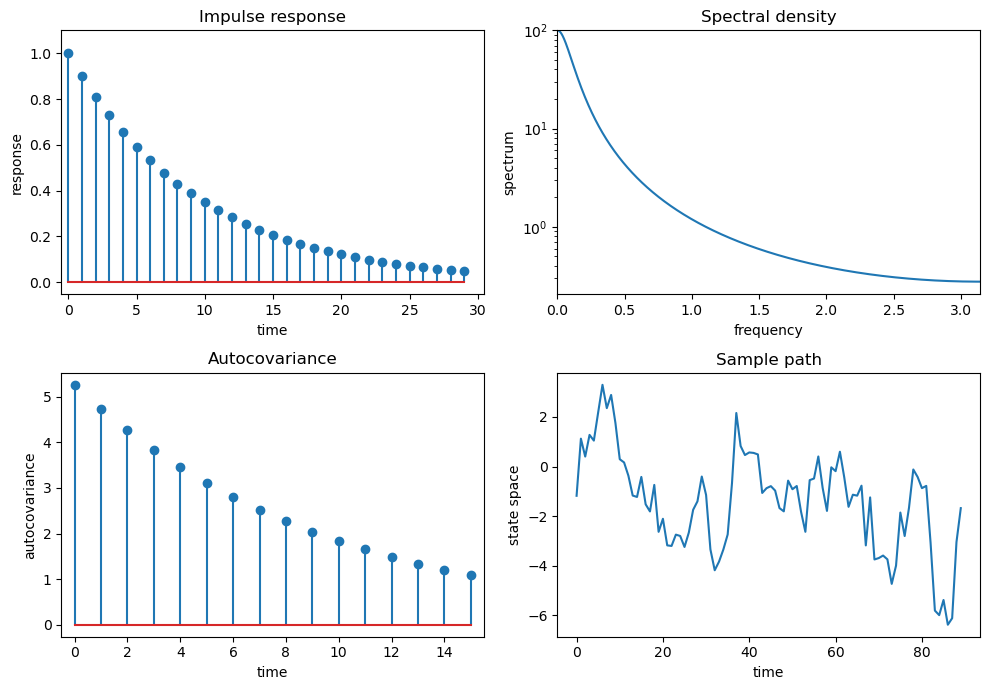 Impulse response
1.0
0.8
0.6
0.4
0.2
0.0
response
0 5 10 15 20 25 30
time
Spectral density
10²
10¹
10⁰
spectrum
0.0 0.5 1.0 1.5 2.0 2.5 3.0
frequency
Autocovariance
5
4
3
2
1
0
autocovariance
0 2 4 6 8 10 12 14
time
Sample path
2
0
−2
−4
−6
state space
0 20 40 60 80
time